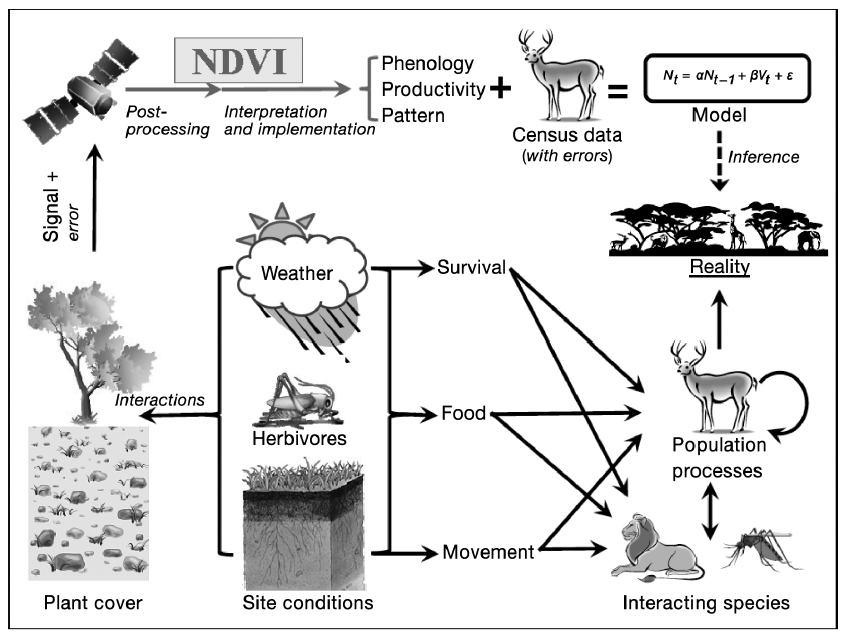 NDVI
Post-
processing
Interpretation
and implementation
Phenology
Productivity
Pattern
+
Census data
(with errors)
=
Nt = αNt–1 + βVt + ε
Model
Inference
Reality
Signal +
error
Weather
Survival
Interactions
Herbivores
Food
Population
processes
Movement
Plant cover
Site conditions
Interacting species